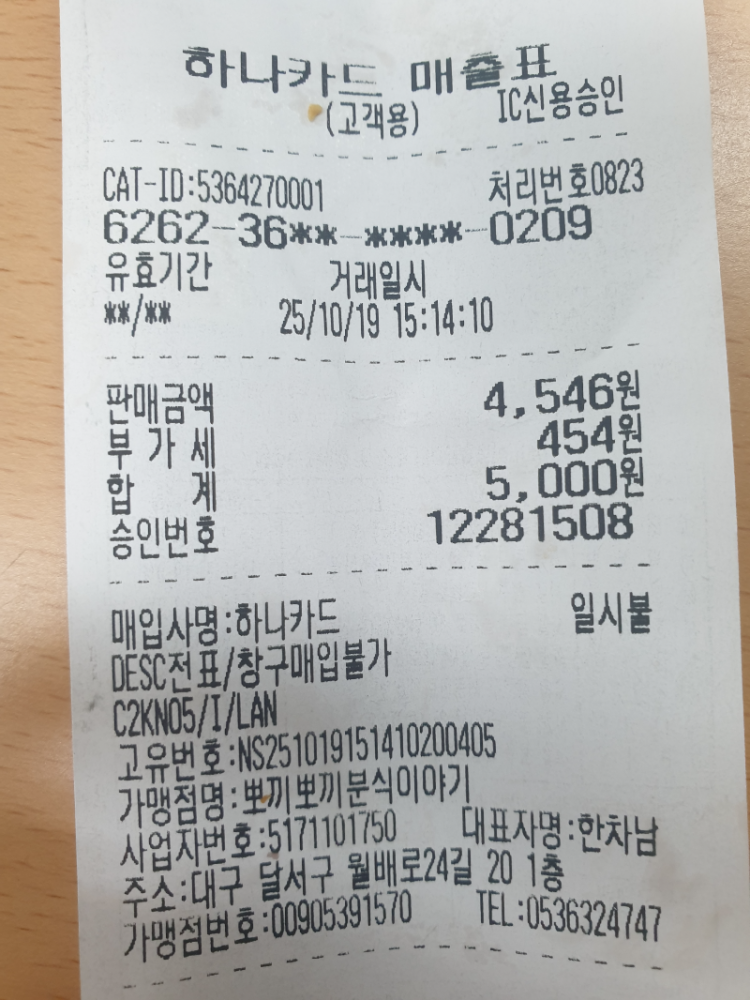 하나카드 매출표
(고객용) IC신용승인
CAT-ID:5364270001 처리번호0823
6262-36**-****-0209
유효기간 거래일시
**/** 25/10/19 15:14:10
판매금액 4,546원
부 가 세 454원
합 계 5,000원
승인번호 12281508
매입사명:하나카드 일시불
DESC전표/창구매입불가
C2KN05/I/LAN
고유번호:NS251019151410200405
가맹점명:뽀끼뽀끼분식이야기
사업자번호:5171101750 대표자명:한차남
주소:대구 달서구 월배로24길 20 1층
가맹점번호:00905391570 TEL:0536324747